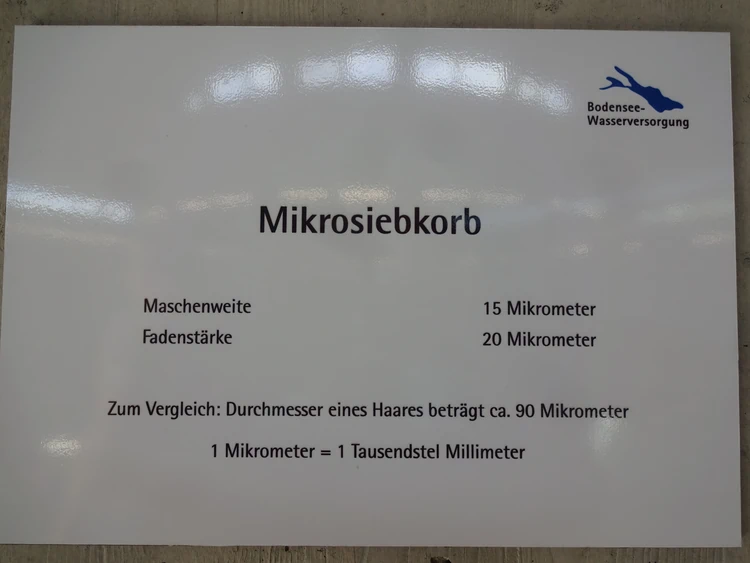 Bodensee-
Wasserversorgung
Mikrosiebkorb
Maschenweite 15 Mikrometer
Fadenstärke 20 Mikrometer
Zum Vergleich: Durchmesser eines Haares beträgt ca. 90 Mikrometer
1 Mikrometer = 1 Tausendstel Millimeter